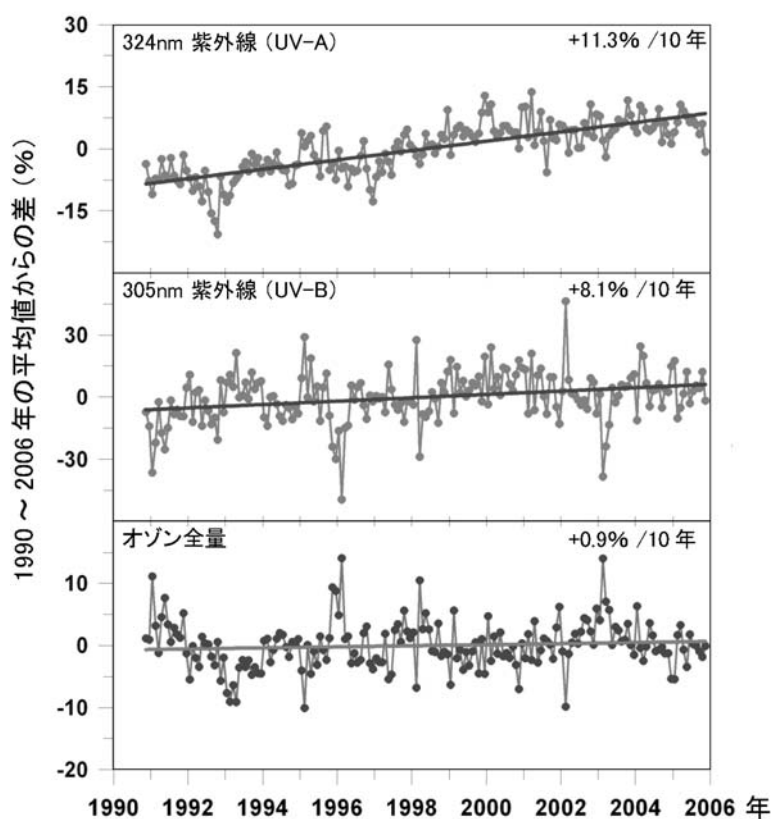 1990～2006 年の平均値からの差 (%)
324nm 紫外線 (UV-A)
+11.3% /10 年
30
15
0
-15
305nm 紫外線 (UV-B)
+8.1% /10 年
30
0
-30
オゾン全量
+0.9% /10 年
10
0
-10
-20
1990 1992 1994 1996 1998 2000 2002 2004 2006 年